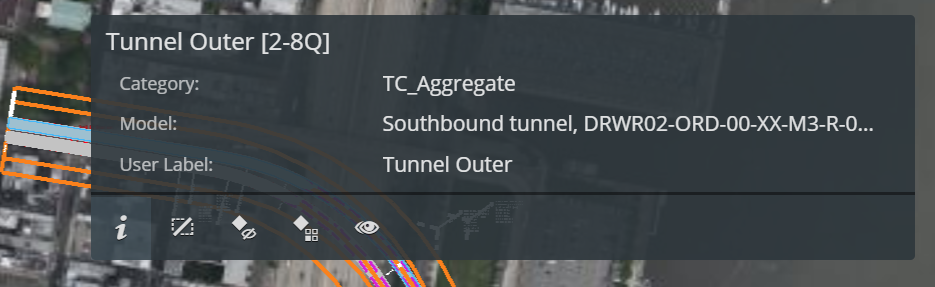 Tunnel Outer [2-8Q]
Category: TC_Aggregate
Model: Southbound tunnel, DRWR02-ORD-00-XX-M3-R-0...
User Label: Tunnel Outer
i